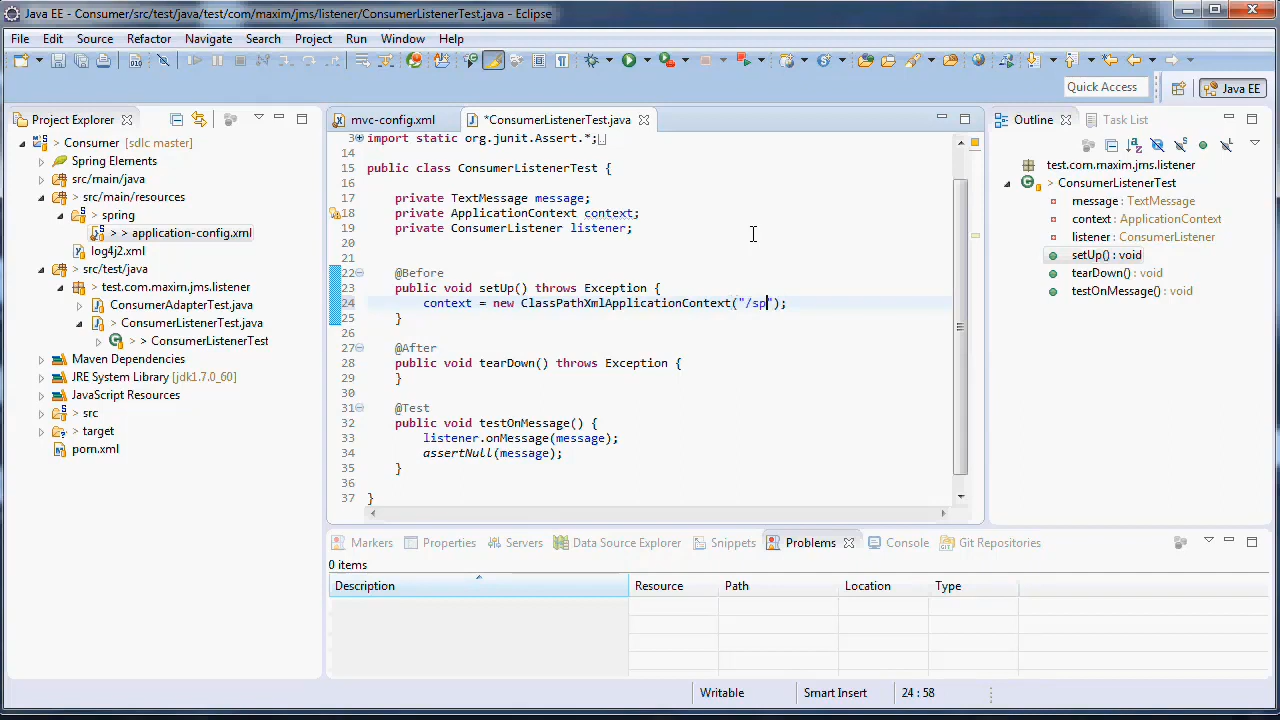 Java EE - Consumer/src/test/java/test/com/maxim/jms/listener/ConsumerListenerTest.java - Eclipse
File Edit Source Refactor Navigate Search Project Run Window Help
Quick Access
Java EE
Project Explorer
mvc-config.xml
*ConsumerListenerTest.java
Outline
Task List
> Consumer [sdlc master]
Spring Elements
src/main/java
> src/main/resources
> spring
> > application-config.xml
log4j2.xml
> src/test/java
> test.com.maxim.jms.listener
ConsumerAdapterTest.java
> ConsumerListenerTest.java
> > ConsumerListenerTest
Maven Dependencies
JRE System Library [jdk1.7.0_60]
JavaScript Resources
> src
> target
pom.xml
3 import static org.junit.Assert.*;
14
15 public class ConsumerListenerTest {
16
17 private TextMessage message;
18 private ApplicationContext context;
19 private ConsumerListener listener;
20
21
22 @Before
23 public void setUp() throws Exception {
24 context = new ClassPathXmlApplicationContext("/sp");
25 }
26
27 @After
28 public void tearDown() throws Exception {
29 }
30
31 @Test
32 public void testOnMessage() {
33 listener.onMessage(message);
34 assertNull(message);
35 }
36
37 }
test.com.maxim.jms.listener
> ConsumerListenerTest
message : TextMessage
context : ApplicationContext
listener : ConsumerListener
setUp() : void
tearDown() : void
testOnMessage() : void
Markers
Properties
Servers
Data Source Explorer
Snippets
Problems
Console
Git Repositories
0 items
Description Resource Path Location Type
Writable Smart Insert 24 : 58